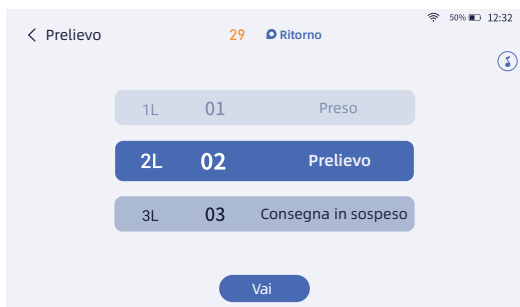 50% 12:32
Prelievo 29 Ritorno
1L 01 Preso
2L 02 Prelievo
3L 03 Consegna in sospeso
Vai